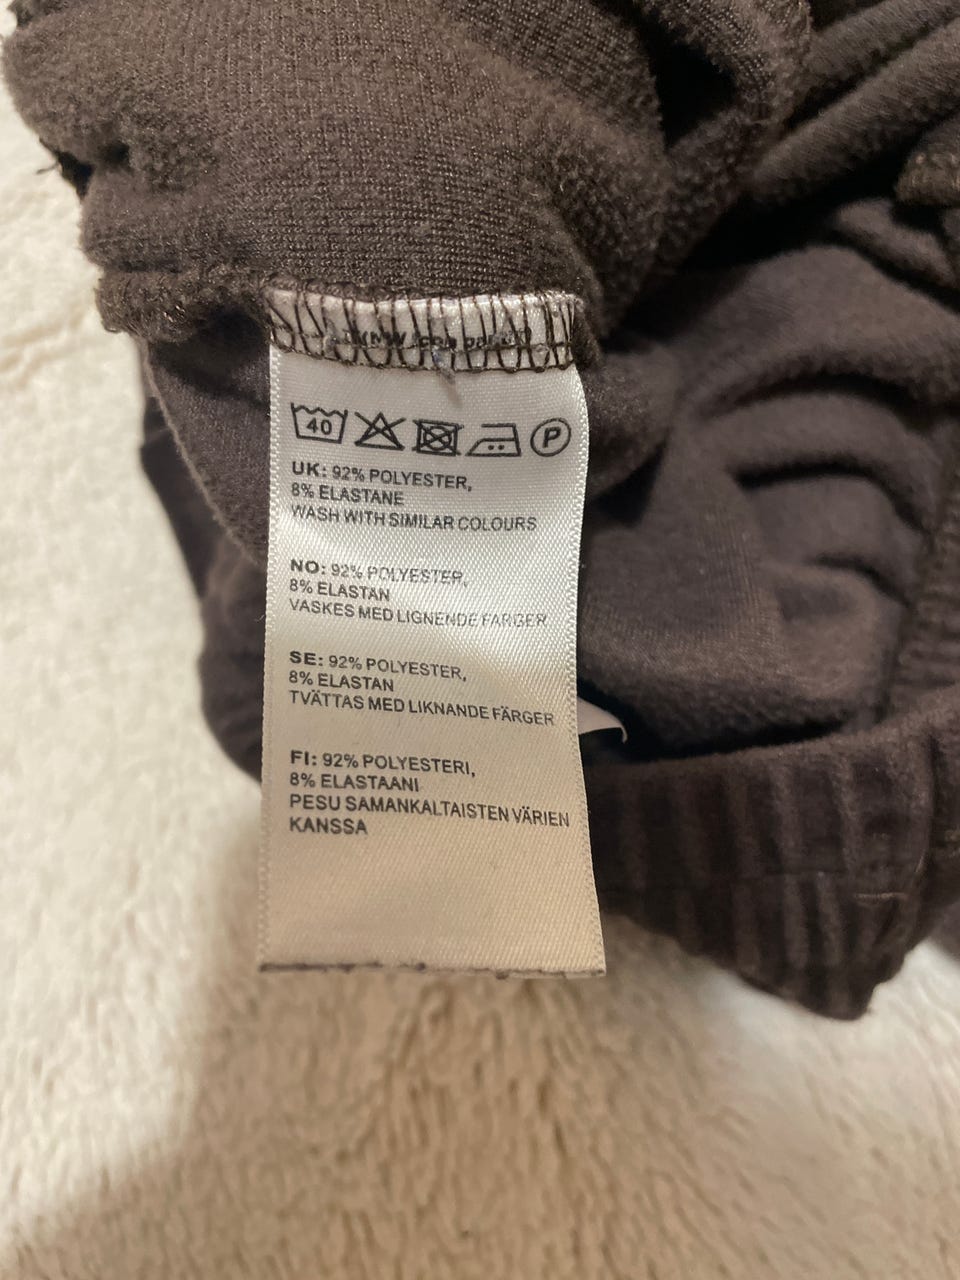 40
P
UK: 92% POLYESTER,
8% ELASTANE
WASH WITH SIMILAR COLOURS
NO: 92% POLYESTER,
8% ELASTAN
VASKES MED LIGNENDE FARGER
SE: 92% POLYESTER,
8% ELASTAN
TVÄTTAS MED LIKNANDE FÄRGER
FI: 92% POLYESTERI,
8% ELASTAANI
PESU SAMANKALTAISTEN VÄRIEN
KANSSA